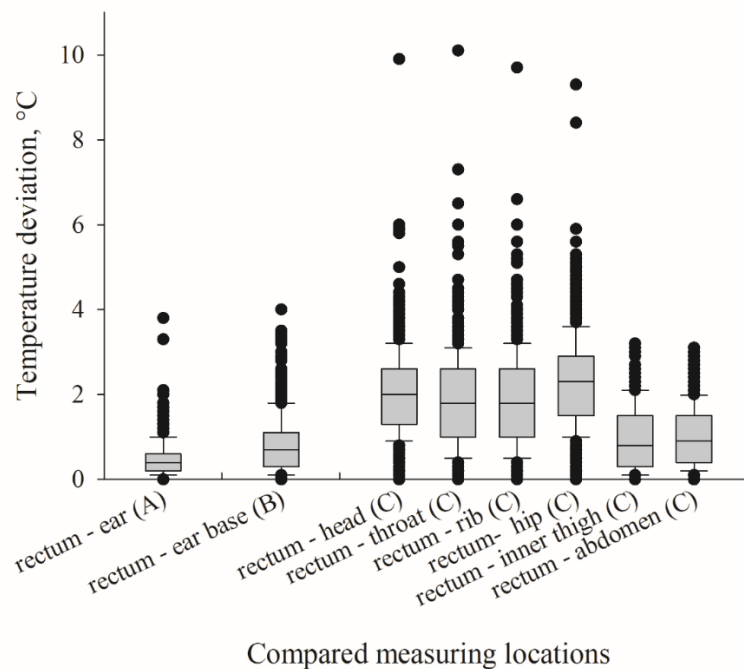 Temperature deviation, °C
10
8
6
4
2
0
rectum - ear (A)
rectum - ear base (B)
rectum - head (C)
rectum - throat (C)
rectum - rib (C)
rectum-  hip (C)
rectum - inner thigh (C)
rectum - abdomen (C)
Compared measuring locations